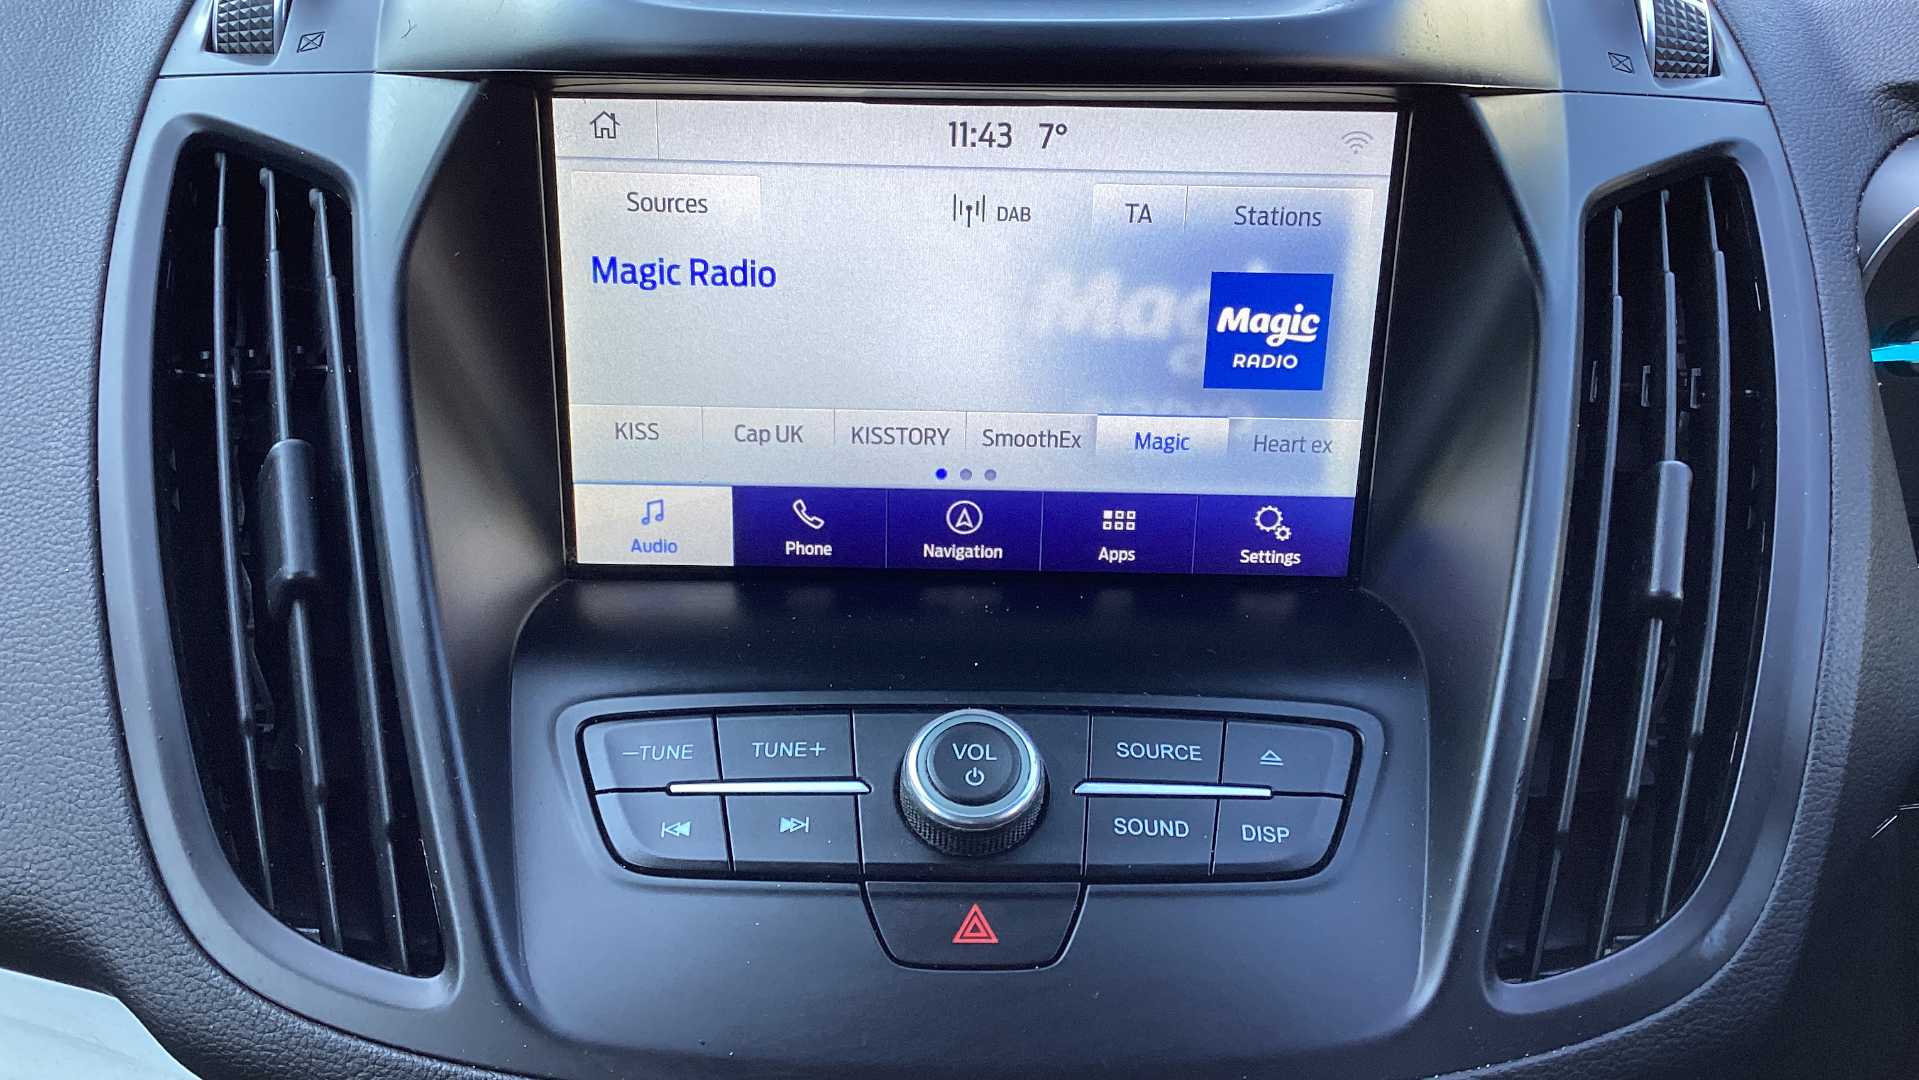 11:43 7°
Sources
DAB
TA
Stations
Magic Radio
Magic
RADIO
KISS
Cap UK
KISSTORY
SmoothEx
Magic
Heart ex
Audio
Phone
Navigation
Apps
Settings
–TUNE
TUNE+
VOL
SOURCE
SOUND
DISP